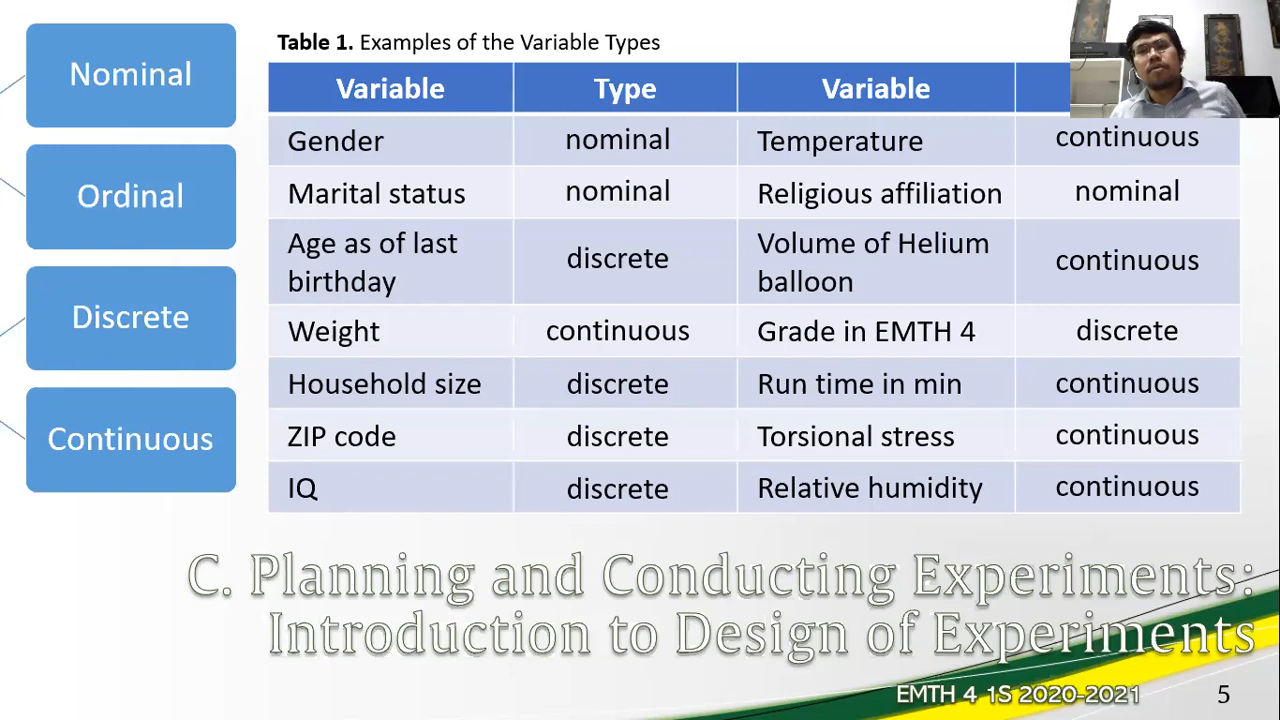 Nominal
Ordinal
Discrete
Continuous
Table 1. Examples of the Variable Types
Variable Type Variable
Gender nominal Temperature continuous
Marital status nominal Religious affiliation nominal
Age as of last
birthday discrete Volume of Helium
balloon continuous
Weight continuous Grade in EMTH 4 discrete
Household size discrete Run time in min continuous
ZIP code discrete Torsional stress continuous
IQ discrete Relative humidity continuous
C. Planning and Conducting Experiments:
Introduction to Design of Experiments
EMTH 4 1S 2020-2021 5